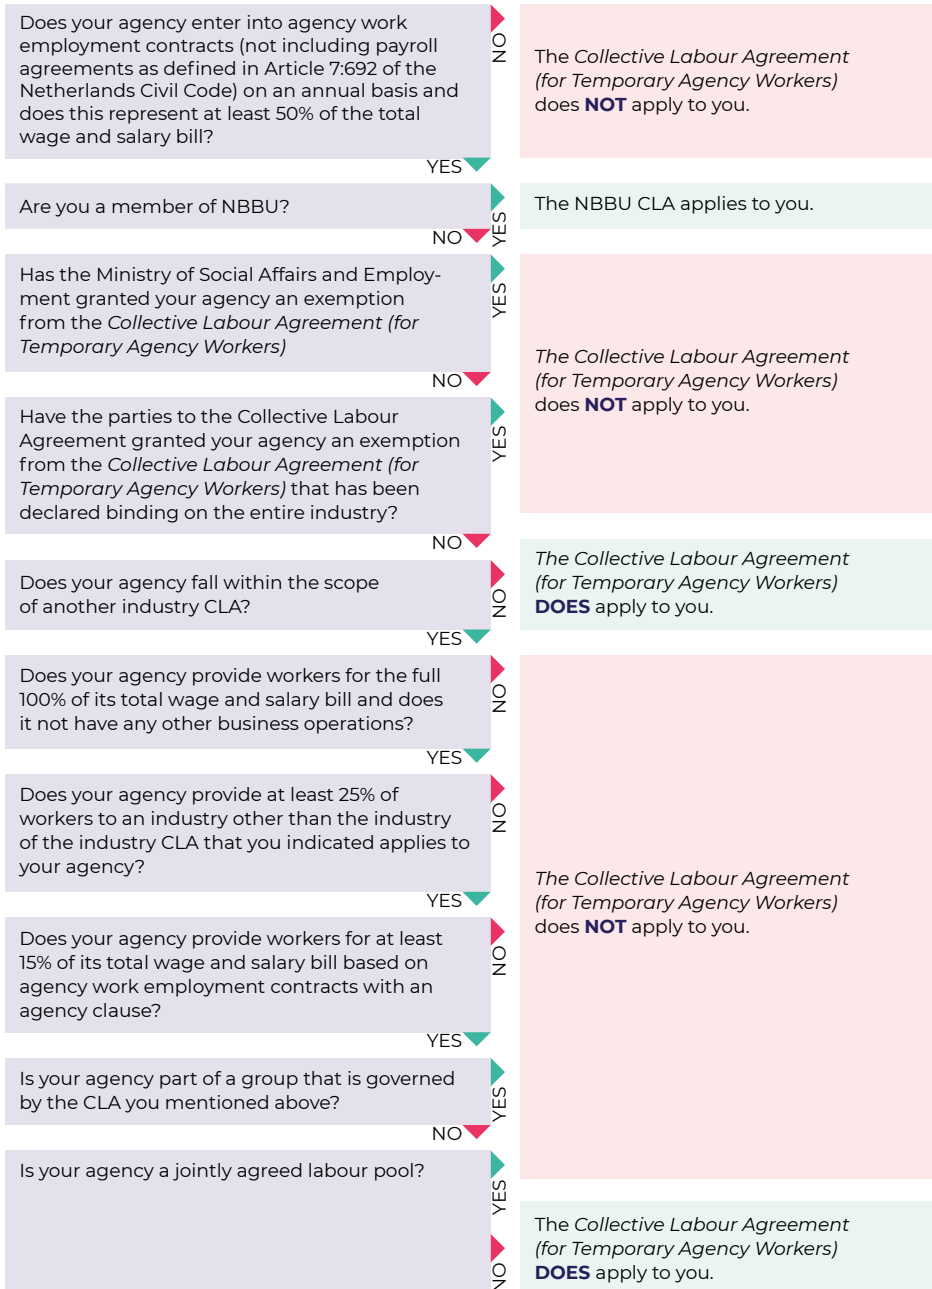 Does your agency enter into agency work
employment contracts (not including payroll
agreements as defined in Article 7:692 of the
Netherlands Civil Code) on an annual basis and
does this represent at least 50% of the total
wage and salary bill?
NO
The Collective Labour Agreement
(for Temporary Agency Workers)
does NOT apply to you.
YES
Are you a member of NBBU?
YES
The NBBU CLA applies to you.
NO
Has the Ministry of Social Affairs and Employ-
ment granted your agency an exemption
from the Collective Labour Agreement (for
Temporary Agency Workers)
YES
The Collective Labour Agreement
(for Temporary Agency Workers)
does NOT apply to you.
NO
Have the parties to the Collective Labour
Agreement granted your agency an exemption
from the Collective Labour Agreement (for
Temporary Agency Workers) that has been
declared binding on the entire industry?
YES
NO
Does your agency fall within the scope
of another industry CLA?
NO
The Collective Labour Agreement
(for Temporary Agency Workers)
DOES apply to you.
YES
Does your agency provide workers for the full
100% of its total wage and salary bill and does
it not have any other business operations?
NO
YES
Does your agency provide at least 25% of
workers to an industry other than the industry
of the industry CLA that you indicated applies to
your agency?
NO
The Collective Labour Agreement
(for Temporary Agency Workers)
does NOT apply to you.
YES
Does your agency provide workers for at least
15% of its total wage and salary bill based on
agency work employment contracts with an
agency clause?
NO
YES
Is your agency part of a group that is governed
by the CLA you mentioned above?
YES
NO
Is your agency a jointly agreed labour pool?
YES
NO
The Collective Labour Agreement
(for Temporary Agency Workers)
DOES apply to you.